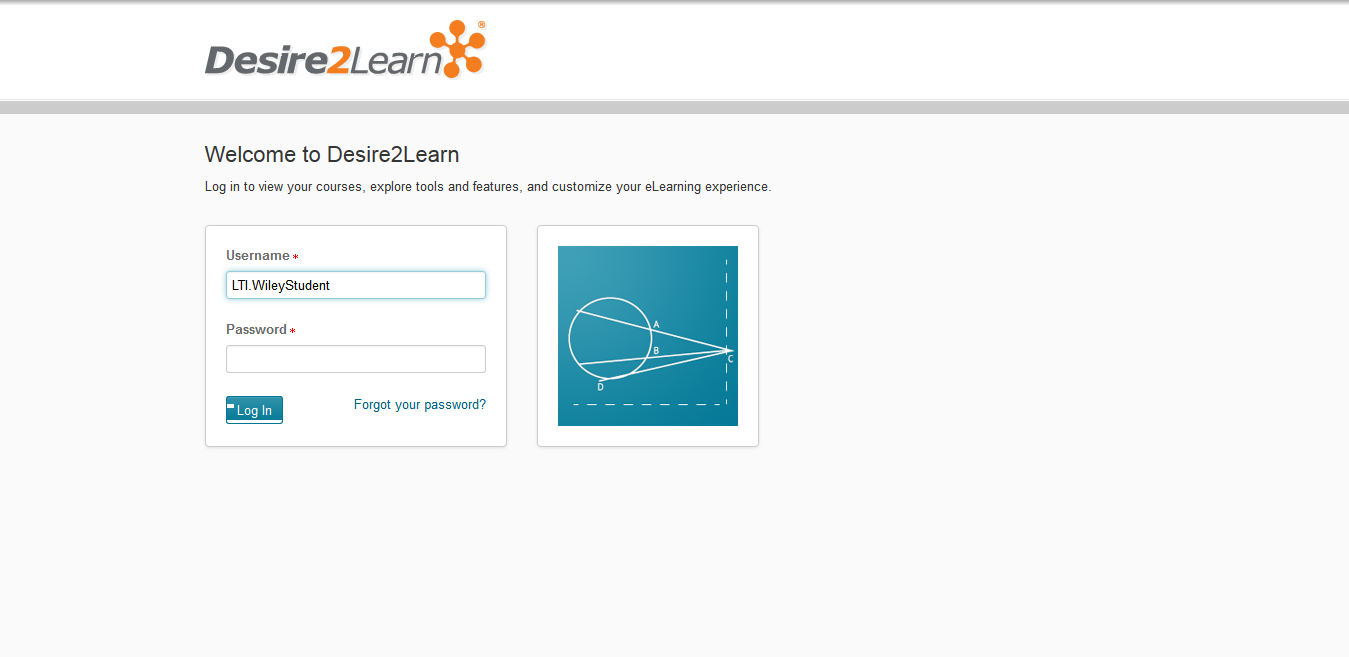 Desire2Learn®
Welcome to Desire2Learn
Log in to view your courses, explore tools and features, and customize your eLearning experience.
Username *
LTI.WileyStudent
Password *
Log In
Forgot your password?
A
B
C
D